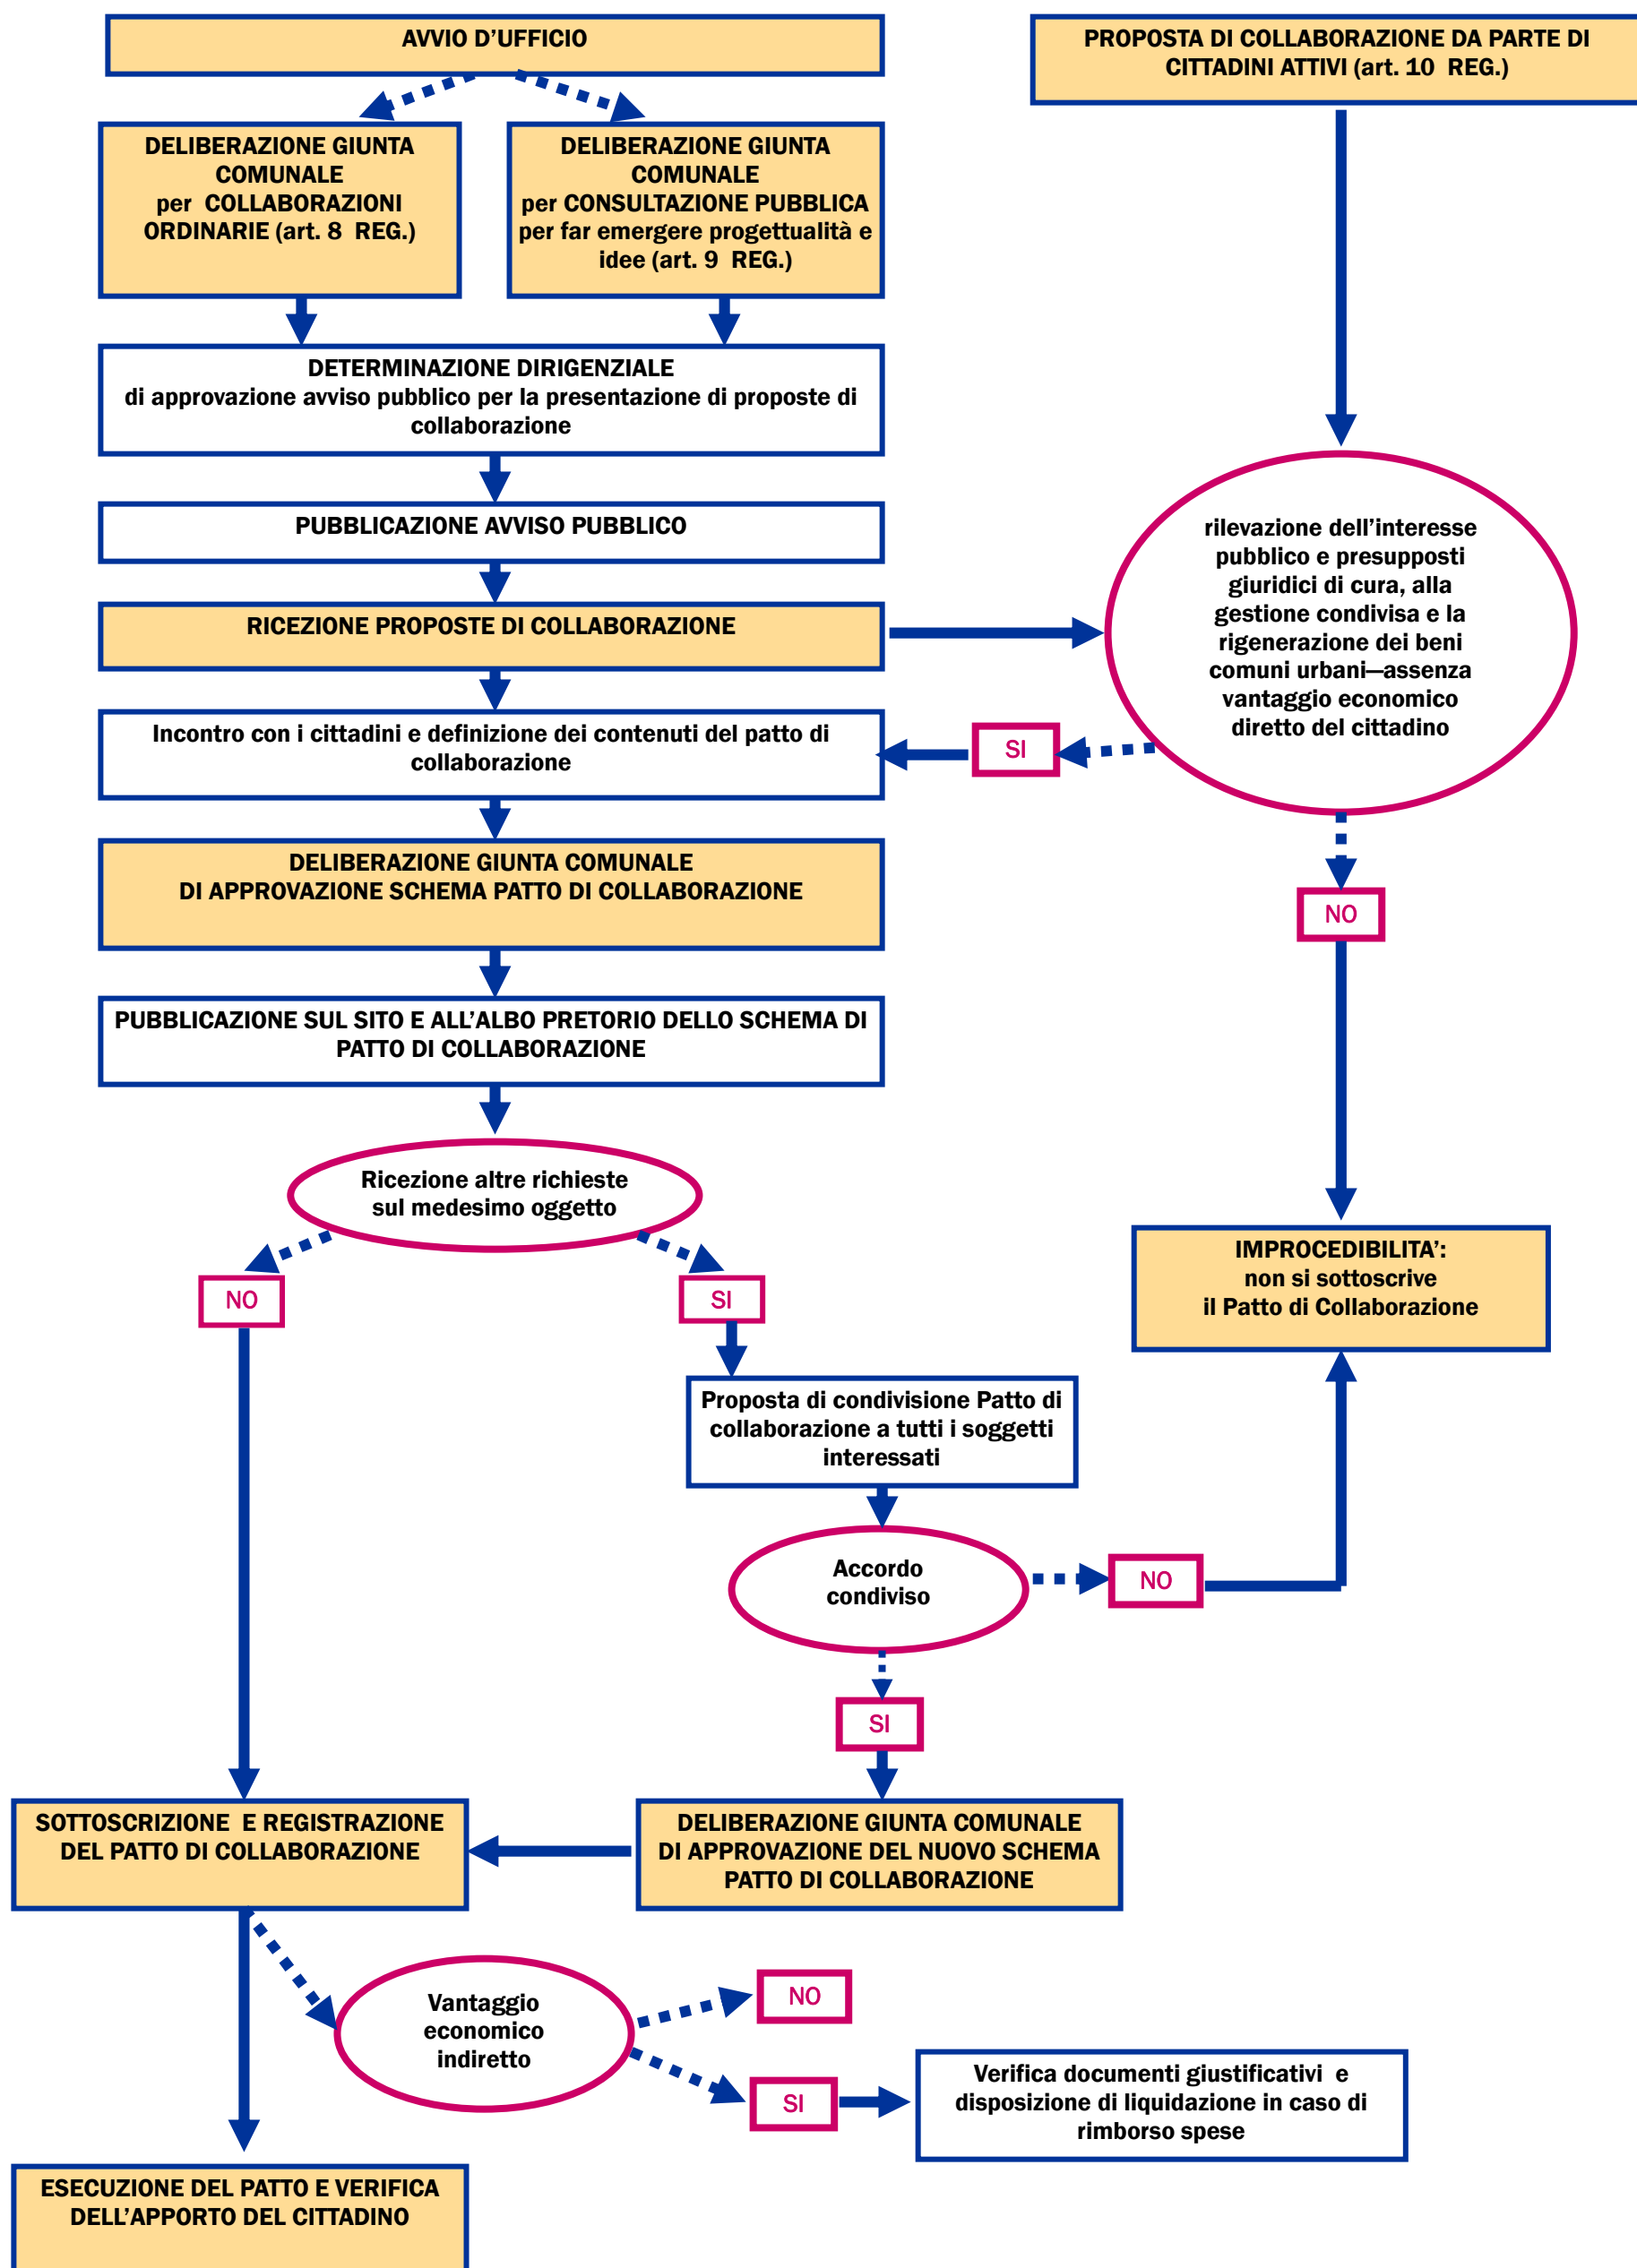 AVVIO D’UFFICIO
PROPOSTA DI COLLABORAZIONE DA PARTE DI
CITTADINI ATTIVI (art. 10 REG.)
DELIBERAZIONE GIUNTA
COMUNALE
per COLLABORAZIONI
ORDINARIE (art. 8 REG.)
DELIBERAZIONE GIUNTA
COMUNALE
per CONSULTAZIONE PUBBLICA
per far emergere progettualità e
idee (art. 9 REG.)
DETERMINAZIONE DIRIGENZIALE
di approvazione avviso pubblico per la presentazione di proposte di
collaborazione
PUBBLICAZIONE AVVISO PUBBLICO
RICEZIONE PROPOSTE DI COLLABORAZIONE
rilevazione dell’interesse
pubblico e presupposti
giuridici di cura, alla
gestione condivisa e la
rigenerazione dei beni
comuni urbani—assenza
vantaggio economico
diretto del cittadino
Incontro con i cittadini e definizione dei contenuti del patto di
collaborazione
SI
NO
DELIBERAZIONE GIUNTA COMUNALE
DI APPROVAZIONE SCHEMA PATTO DI COLLABORAZIONE
PUBBLICAZIONE SUL SITO E ALL’ALBO PRETORIO DELLO SCHEMA DI
PATTO DI COLLABORAZIONE
Ricezione altre richieste
sul medesimo oggetto
NO
SI
IMPROCEDIBILITA’:
non si sottoscrive
il Patto di Collaborazione
Proposta di condivisione Patto di
collaborazione a tutti i soggetti
interessati
Accordo
condiviso
NO
SI
SOTTOSCRIZIONE E REGISTRAZIONE
DEL PATTO DI COLLABORAZIONE
DELIBERAZIONE GIUNTA COMUNALE
DI APPROVAZIONE DEL NUOVO SCHEMA
PATTO DI COLLABORAZIONE
Vantaggio
economico
indiretto
NO
SI
Verifica documenti giustificativi e
disposizione di liquidazione in caso di
rimborso spese
ESECUZIONE DEL PATTO E VERIFICA
DELL’APPORTO DEL CITTADINO